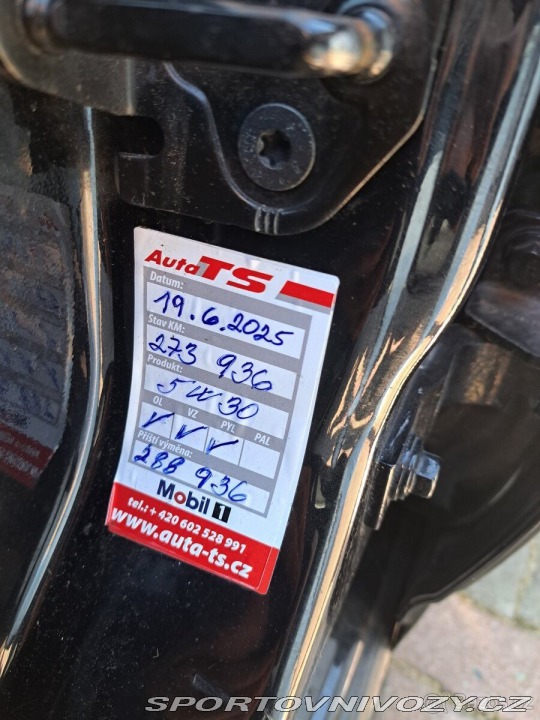 Auta TS
Datum:
19.6.2025
Stav KM:
273 936
Produkt:
5W30
OL VZ PYL PAL.
Příští výměna:
288 936
Mobil 1
tel.: + 420 602 528 991
www.auta-ts.cz
SPORTOVNIVOZY.CZ